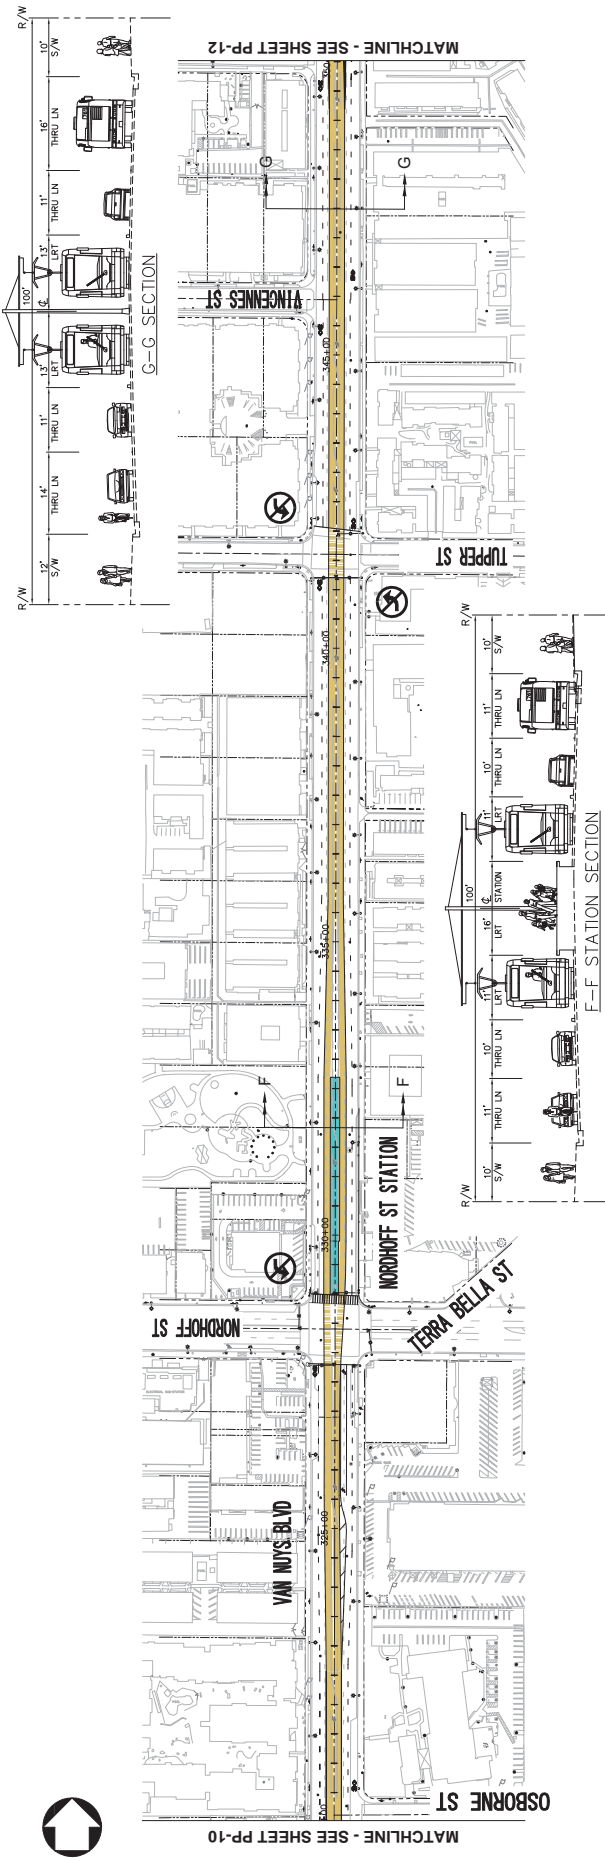 MATCHLINE - SEE SHEET PP-12
R/W
10'
S/W
16'
THRU LN
11'
THRU LN
13'
LRT
100'
℄
13'
LRT
11'
THRU LN
14'
THRU LN
12'
S/W
R/W
G-G SECTION
G
G
VINCENNES ST
345+00
TUPPER ST
340+00
335+00
F
F
NORDHOFF ST STATION
330+00
NORDHOFF ST
TERRA BELLA ST
VAN NUYS BLVD
325+00
OSBORNE ST
R/W
10'
S/W
11'
THRU LN
10'
THRU LN
11'
LRT
100'
℄
STATION
16'
LRT
11'
LRT
10'
THRU LN
11'
THRU LN
10'
S/W
R/W
F-F STATION SECTION
MATCHLINE - SEE SHEET PP-10